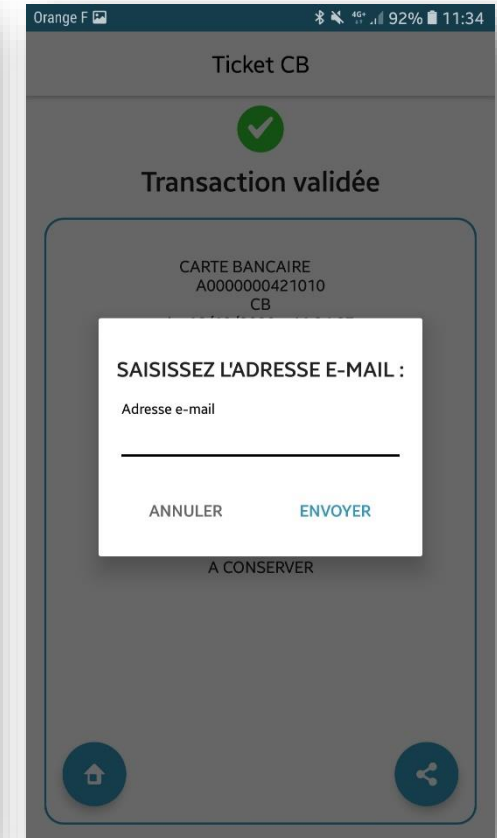 Orange F 4G+ 92% 11:34
Ticket CB
Transaction validée
CARTE BANCAIRE
A0000000421010
CB
SAISISSEZ L'ADRESSE E-MAIL :
Adresse e-mail
ANNULER ENVOYER
A CONSERVER